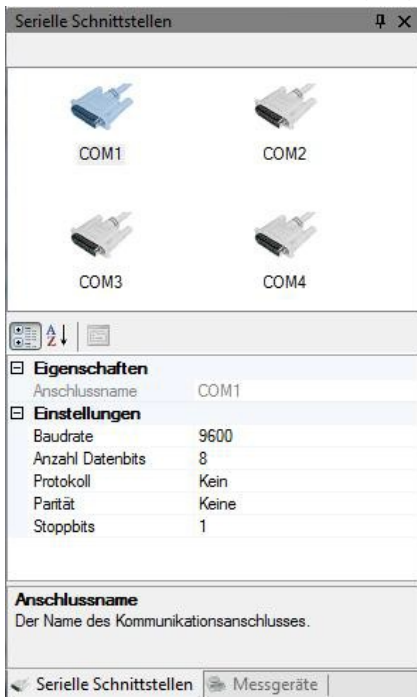 Serielle Schnittstellen
COM1 COM2
COM3 COM4
Eigenschaften
Anschlussname COM1
Einstellungen
Baudrate 9600
Anzahl Datenbits 8
Protokoll Kein
Parität Keine
Stoppbits 1
Anschlussname
Der Name des Kommunikationsanschlusses.
Serielle Schnittstellen Messgeräte